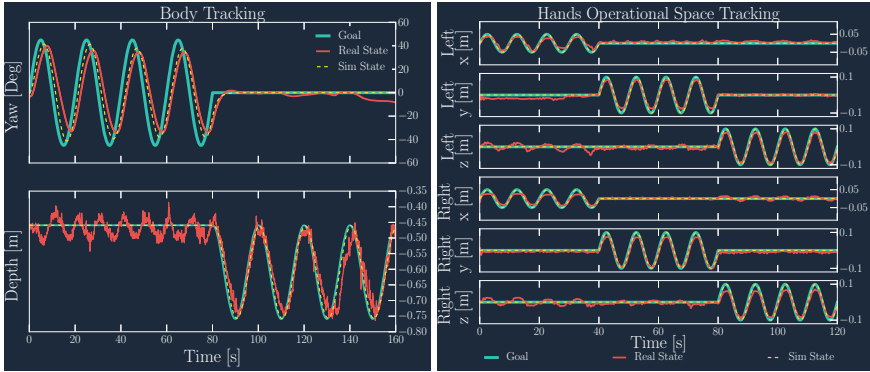 Body Tracking
Goal
Real State
Sim State
Yaw [Deg]
60
40
20
0
−20
−40
−60
Depth [m]
−0.35
−0.40
−0.45
−0.50
−0.55
−0.60
−0.65
−0.70
−0.75
−0.80
0 20 40 60 80 100 120 140 160
Time [s]
Hands Operational Space Tracking
Left
x [m]
0.05
−0.05
Left
y [m]
0.1
−0.1
Left
z [m]
0.1
−0.1
Right
x [m]
0.05
−0.05
Right
y [m]
0.1
−0.1
Right
z [m]
0.1
−0.1
0 20 40 60 80 100 120
Time [s]
Goal Real State Sim State